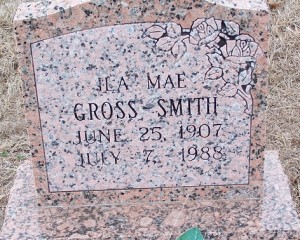 ILA MAE
GROSS SMITH
JUNE 25, 1907
JULY 7, 1988